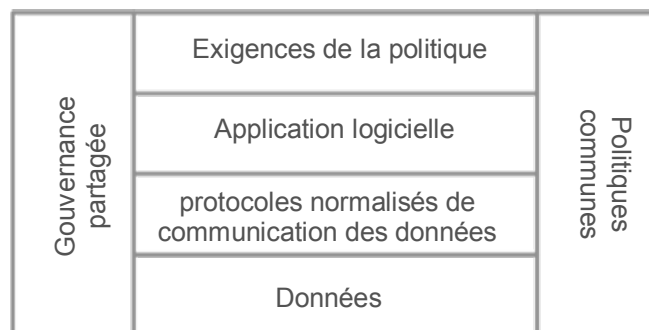 Gouvernance
partagée
Exigences de la politique
Application logicielle
protocoles normalisés de
communication des données
Données
Politiques
communes